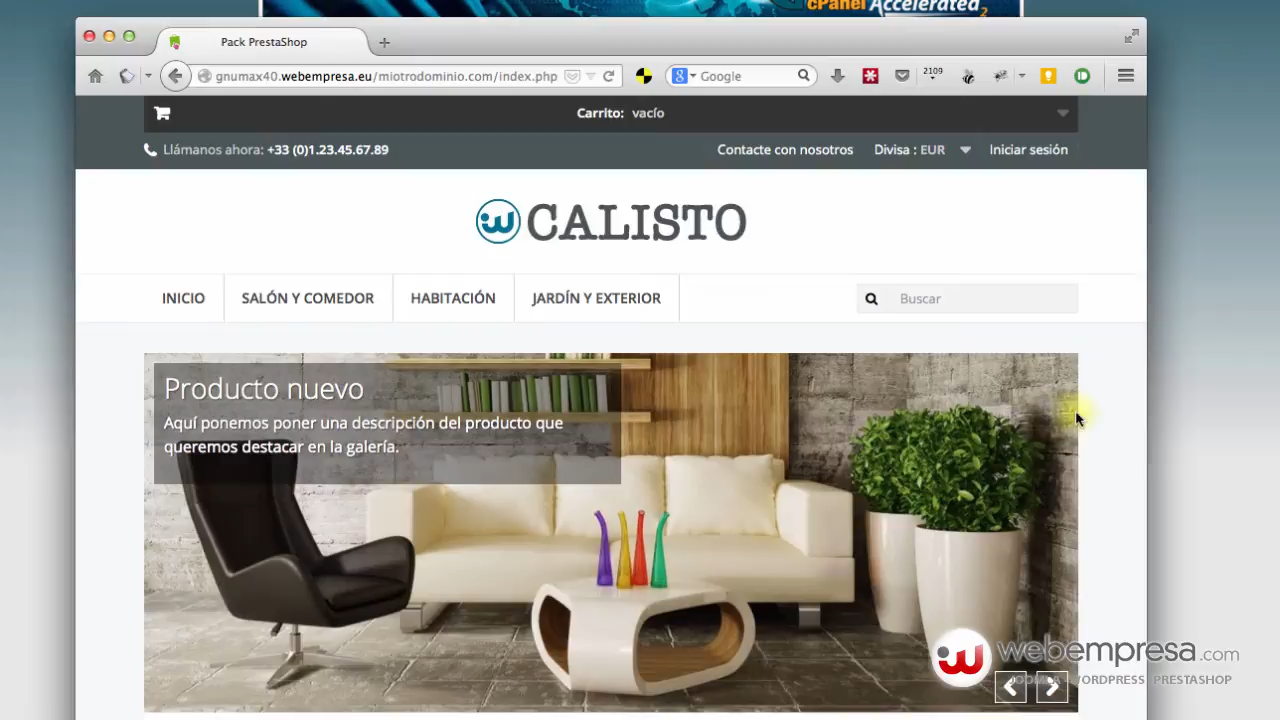 cPanel Accelerated2
Pack PrestaShop
gnumax40.webempresa.eu/miotrodominio.com/index.php
Google
2109
Carrito: vacío
Llámanos ahora: +33 (0)1.23.45.67.89
Contacte con nosotros
Divisa : EUR
Iniciar sesión
CALISTO
INICIO
SALÓN Y COMEDOR
HABITACIÓN
JARDÍN Y EXTERIOR
Buscar
Producto nuevo
Aquí ponemos poner una descripción del producto que
queremos destacar en la galería.
webempresa.com
JOOMLA WORDPRESS PRESTASHOP